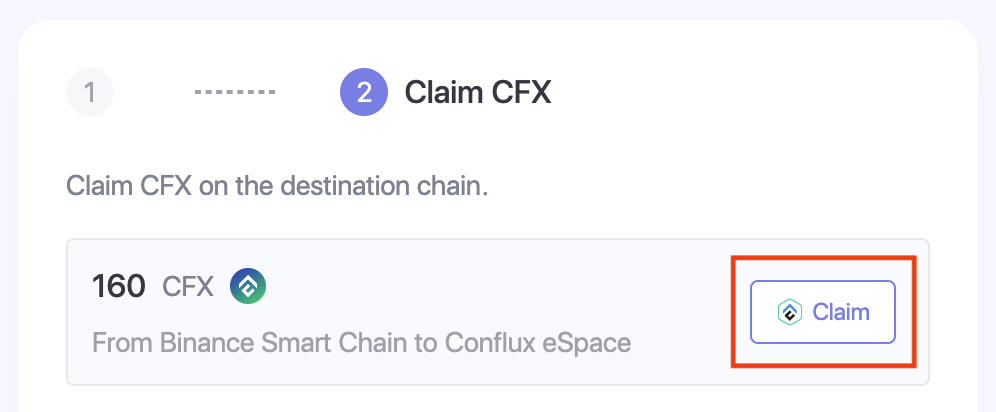 1 2 Claim CFX
Claim CFX on the destination chain.
160 CFX
Claim
From Binance Smart Chain to Conflux eSpace